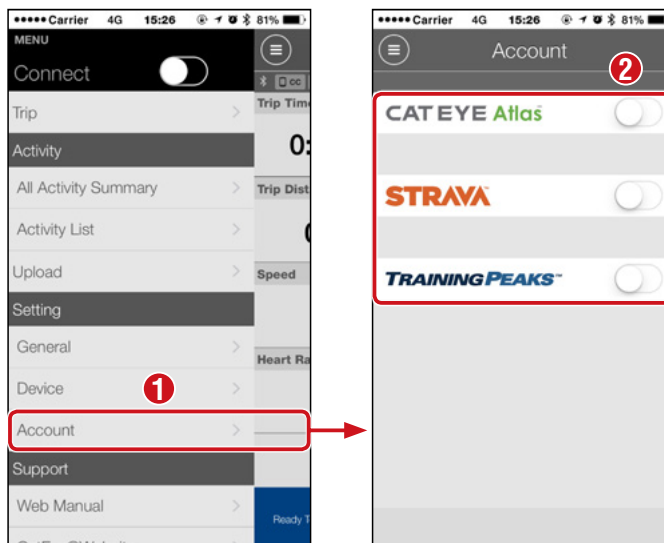 Carrier 4G 15:26 81%
MENU
Connect
Trip
Activity
All Activity Summary
Activity List
Upload
Setting
General
Device
1
Account
Support
Web Manual
cc
Trip Tim
0:
Trip Dist
Speed
Heart Ra
Ready T
Carrier 4G 15:26 81%
Account
2
CATEYE Atlas
STRAVA
TRAININGPEAKS™